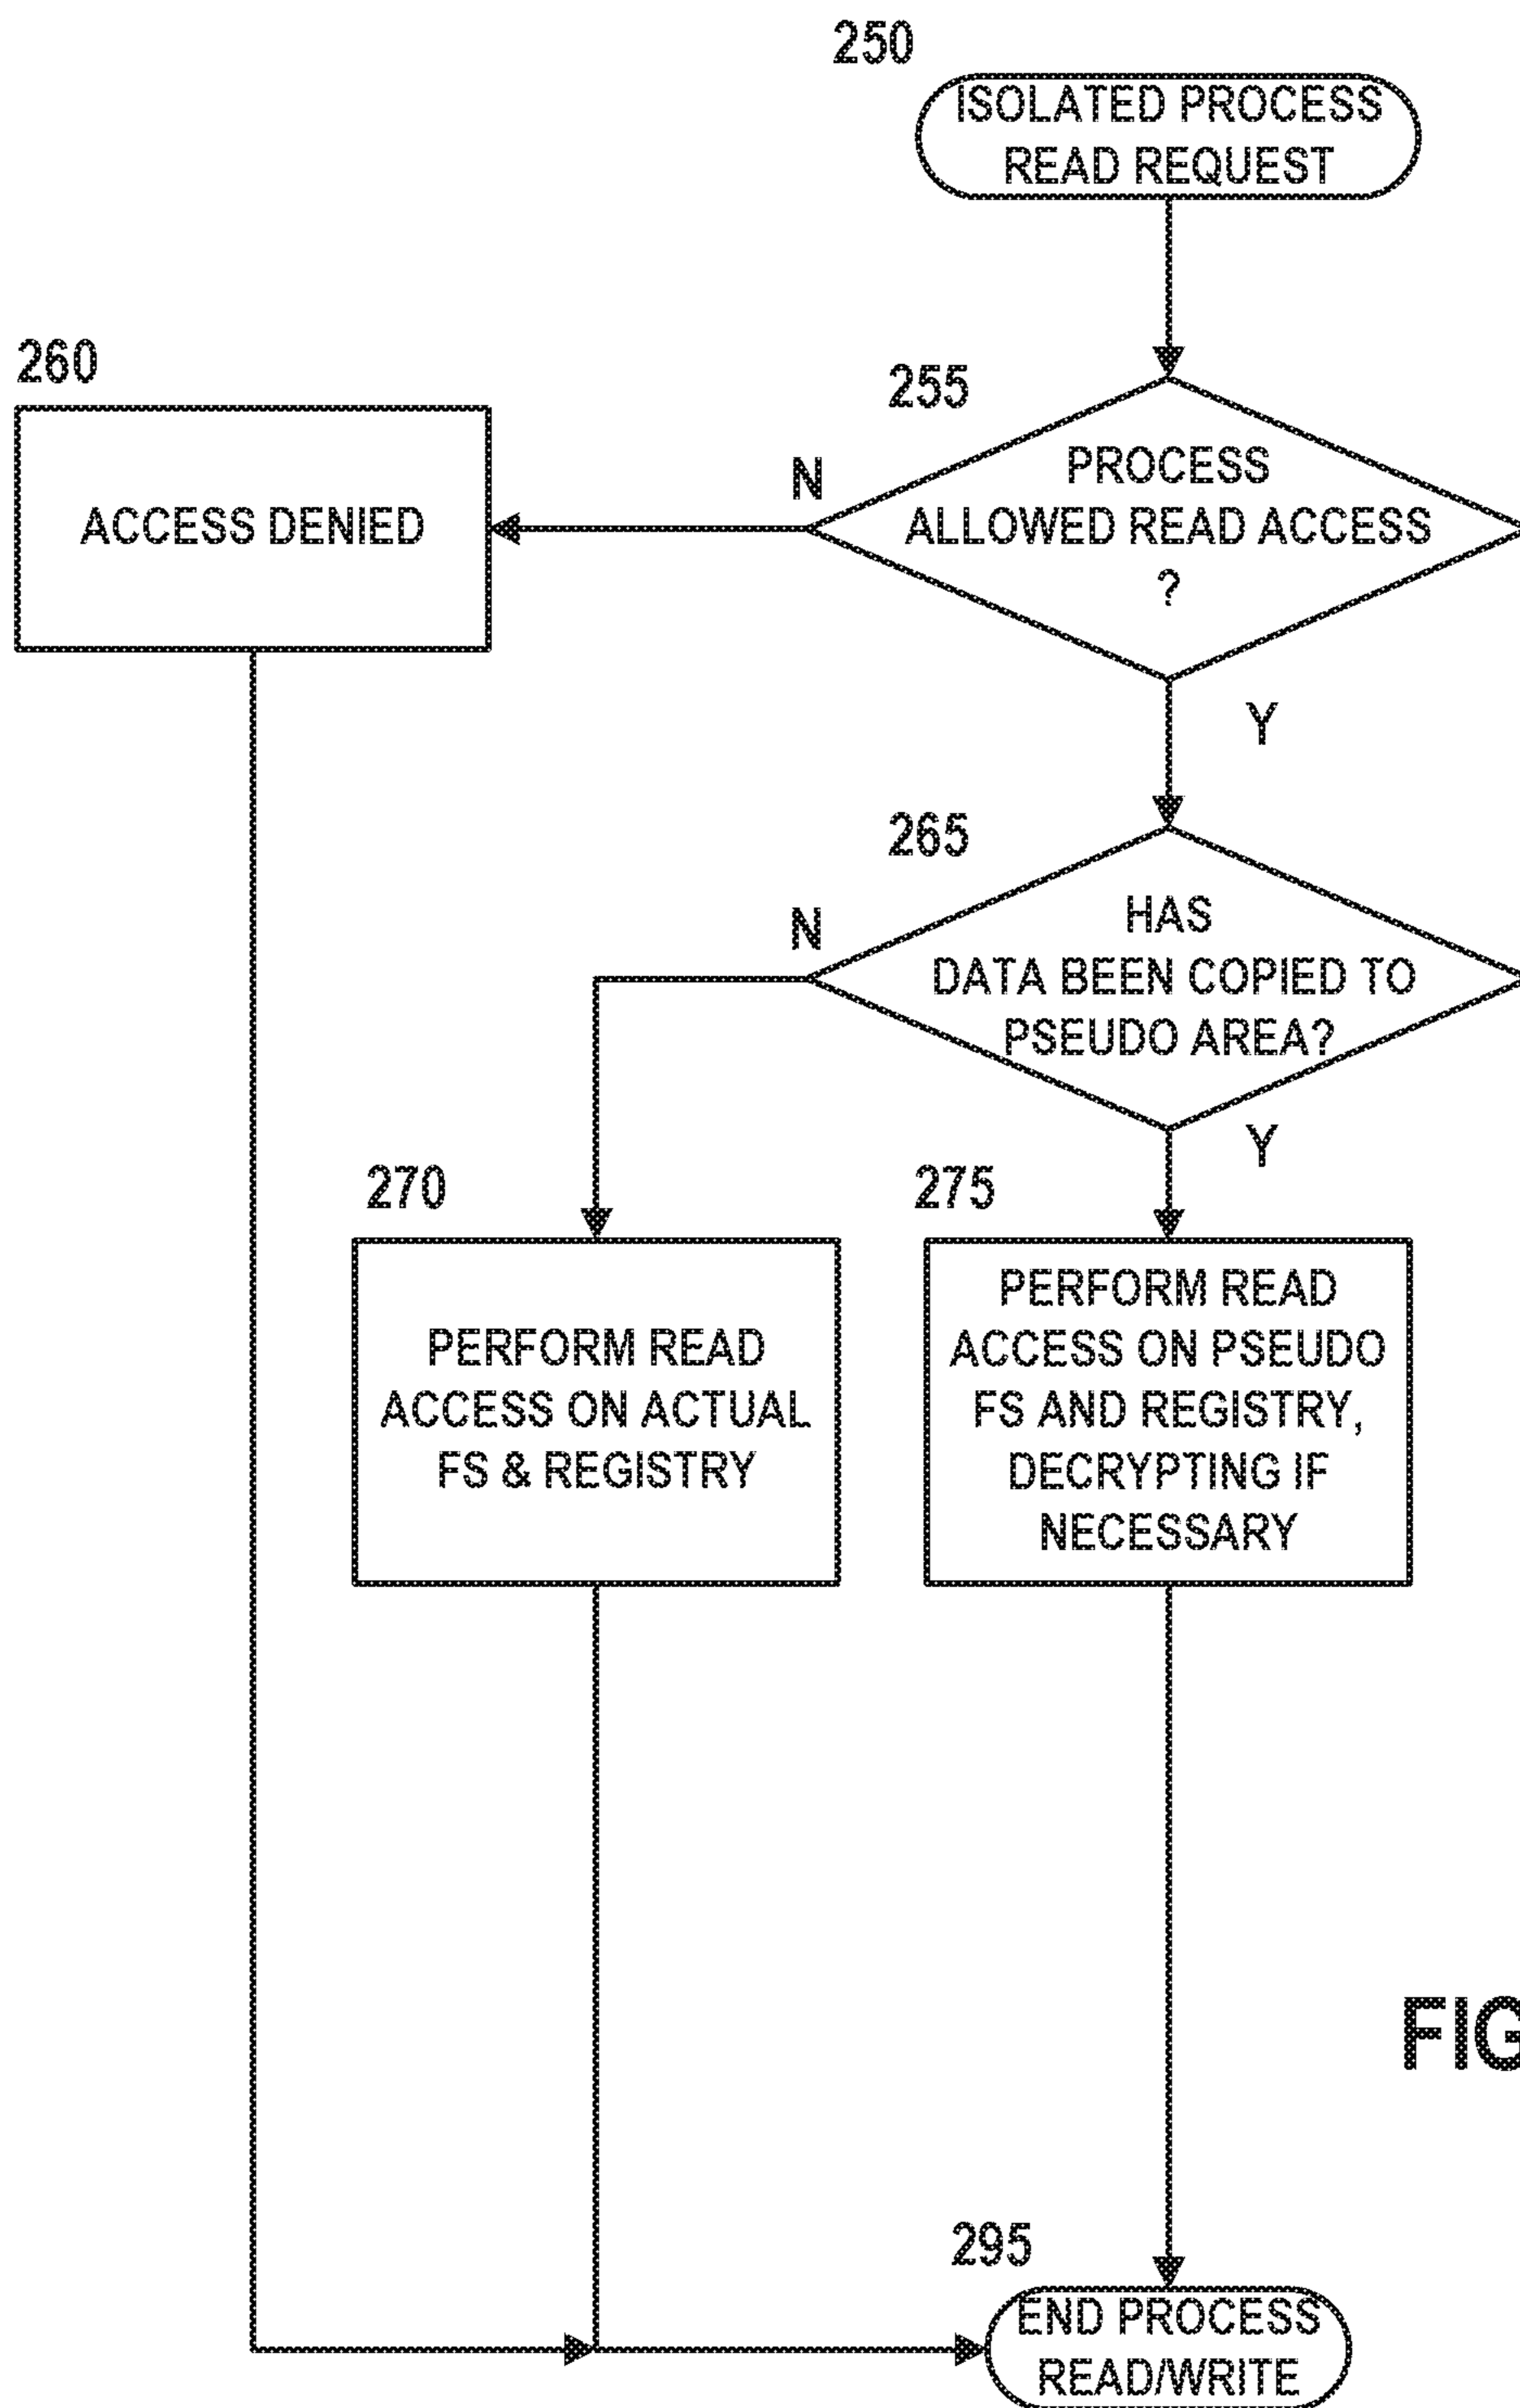 250
ISOLATED PROCESS
READ REQUEST
260
255
N
PROCESS
ALLOWED READ ACCESS
?
ACCESS DENIED
Y
265
N
HAS
DATA BEEN COPIED TO
PSEUDO AREA?
Y
270
275
PERFORM READ
ACCESS ON ACTUAL
FS & REGISTRY
PERFORM READ
ACCESS ON PSEUDO
FS AND REGISTRY,
DECRYPTING IF
NECESSARY
FIG
295
END PROCESS
READ/WRITE